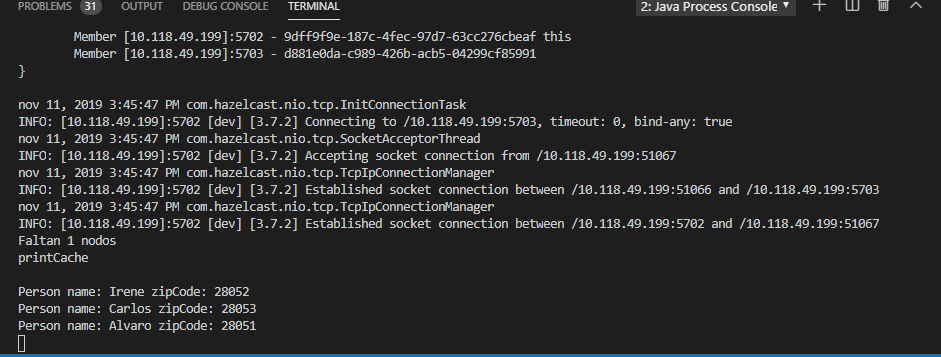 PROBLEMS 31 OUTPUT DEBUG CONSOLE TERMINAL 2: Java Process Console
Member [10.118.49.199]:5702 - 9dff9f9e-187c-4fec-97d7-63cc276cbeaf this
Member [10.118.49.199]:5703 - d881e0da-c989-426b-acb5-04299cf85991
}
nov 11, 2019 3:45:47 PM com.hazelcast.nio.tcp.InitConnectionTask
INFO: [10.118.49.199]:5702 [dev] [3.7.2] Connecting to /10.118.49.199:5703, timeout: 0, bind-any: true
nov 11, 2019 3:45:47 PM com.hazelcast.nio.tcp.SocketAcceptorThread
INFO: [10.118.49.199]:5702 [dev] [3.7.2] Accepting socket connection from /10.118.49.199:51067
nov 11, 2019 3:45:47 PM com.hazelcast.nio.tcp.TcpIpConnectionManager
INFO: [10.118.49.199]:5702 [dev] [3.7.2] Established socket connection between /10.118.49.199:51066 and /10.118.49.199:5703
nov 11, 2019 3:45:47 PM com.hazelcast.nio.tcp.TcpIpConnectionManager
INFO: [10.118.49.199]:5702 [dev] [3.7.2] Established socket connection between /10.118.49.199:5702 and /10.118.49.199:51067
Faltan 1 nodos
printCache
Person name: Irene zipCode: 28052
Person name: Carlos zipCode: 28053
Person name: Alvaro zipCode: 28051